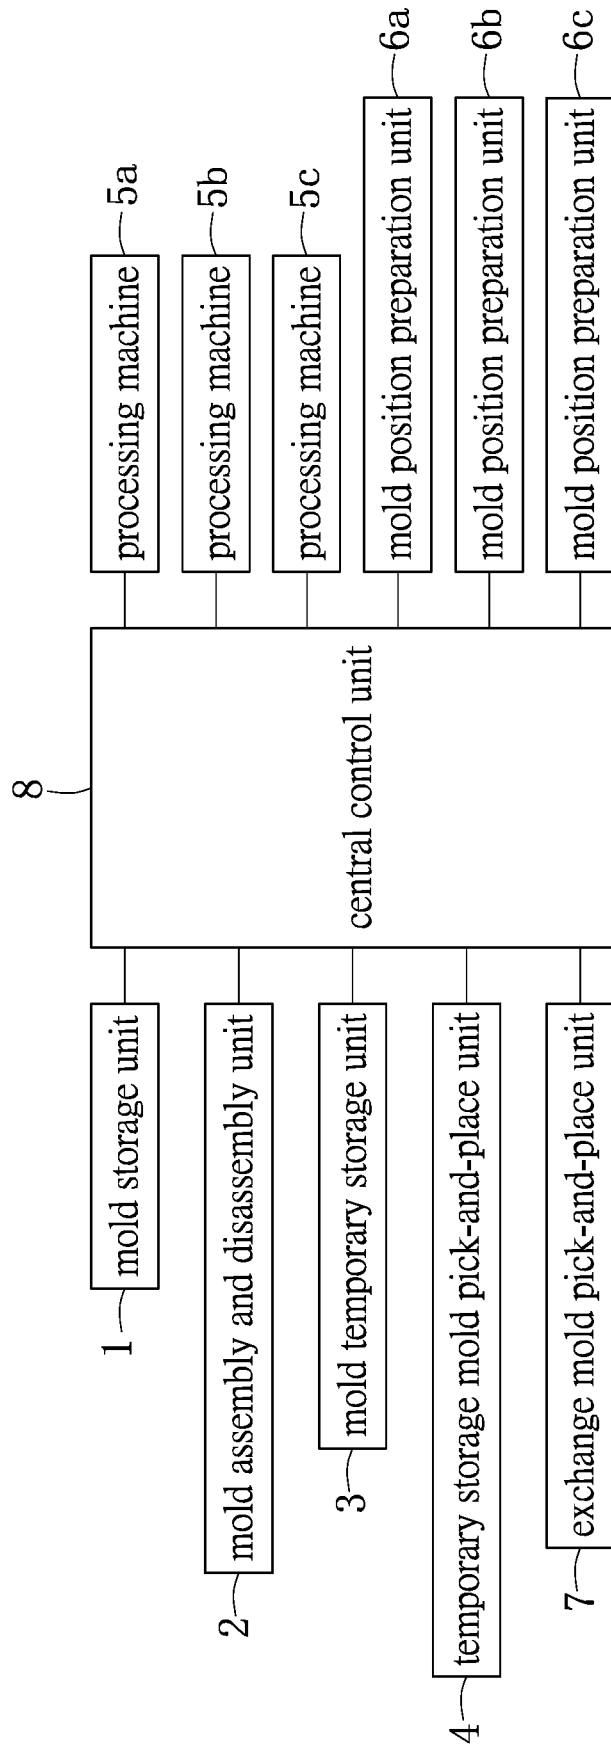 8
1
mold storage unit
2
mold assembly and disassembly unit
3
mold temporary storage unit
4
temporary storage mold pick-and-place unit
7
exchange mold pick-and-place unit
central control unit
processing machine
5a
processing machine
5b
processing machine
5c
mold position preparation unit
6a
mold position preparation unit
6b
mold position preparation unit
6c